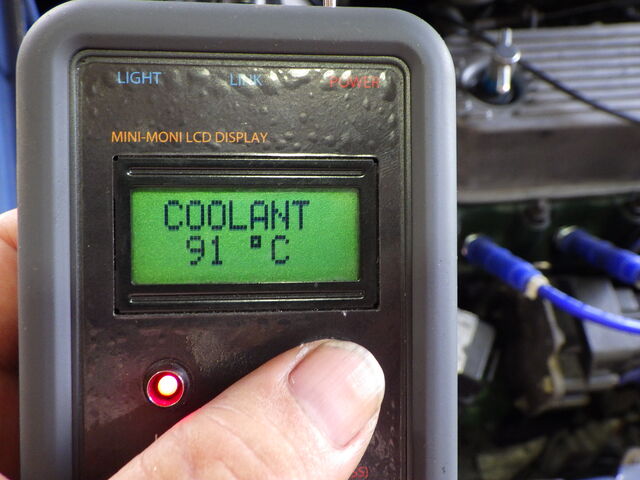 LIGHT LINK POWER
MINI-MONI LCD DISPLAY
COOLANT
91 °C